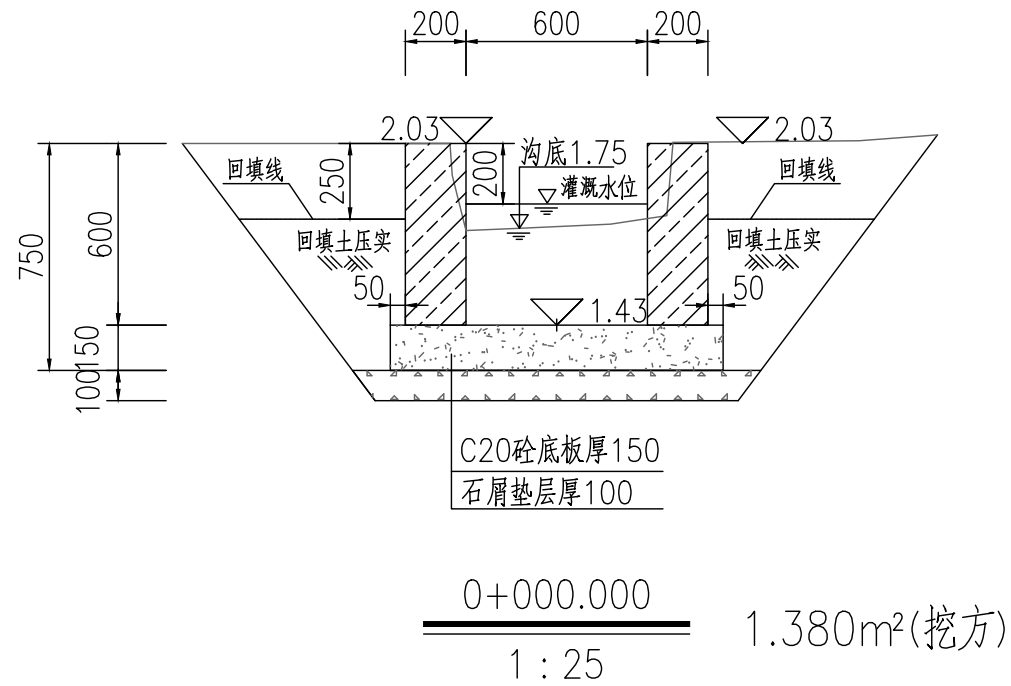 200 600 200
2.03 2.03
沟底1.75
200
灌溉水位
回填线 250 回填线
600
750
回填土压实 回填土压实
50 50
1.43
150
100
C20砼底板厚150
石屑垫层厚100
0+000.000
1:25
1.380m²(挖方)